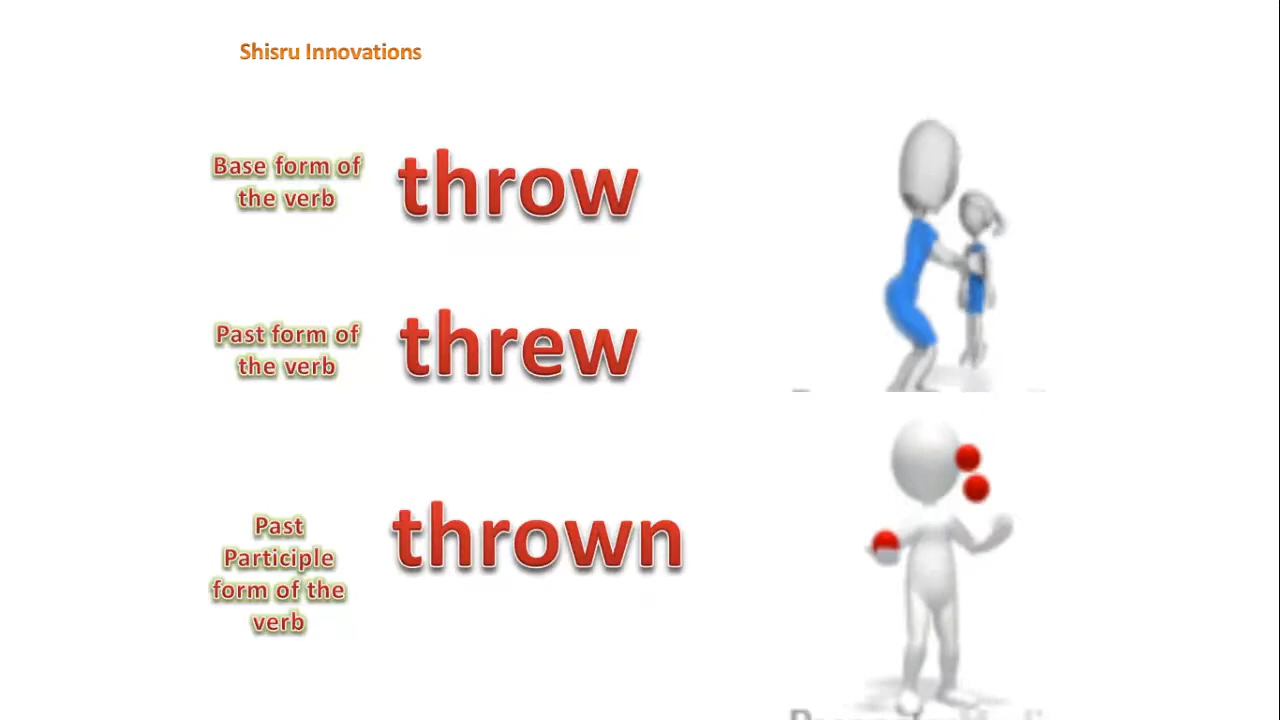 Shisru Innovations
Base form of
the verb
throw
Past form of
the verb
threw
Past
Participle
form of the
verb
thrown